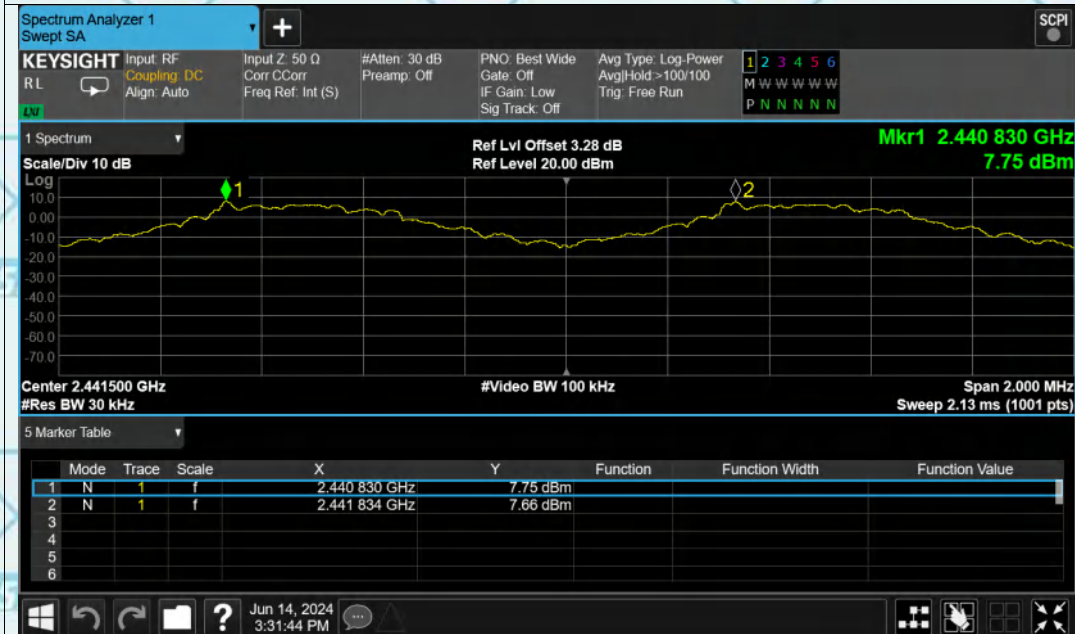 Spectrum Analyzer 1
Swept SA
+
SCPI
KEYSIGHT
R L
LXI
Input: RF
Coupling: DC
Align: Auto
Input Z: 50 Ω
Corr CCorr
Freq Ref: Int (S)
#Atten: 30 dB
Preamp: Off
PNO: Best Wide
Gate: Off
IF Gain: Low
Sig Track: Off
Avg Type: Log-Power
Avg|Hold:>100/100
Trig: Free Run
1 2 3 4 5 6
M W W W W W
P N N N N N
1 Spectrum
Scale/Div 10 dB
Ref Lvl Offset 3.28 dB
Ref Level 20.00 dBm
Mkr1 2.440 830 GHz
7.75 dBm
Log
10.0
0.00
-10.0
-20.0
-30.0
-40.0
-50.0
-60.0
-70.0
1
2
Center 2.441500 GHz
#Res BW 30 kHz
#Video BW 100 kHz
Span 2.000 MHz
Sweep 2.13 ms (1001 pts)
5 Marker Table
Mode Trace Scale X Y Function Function Width Function Value
1 N 1 f 2.440 830 GHz 7.75 dBm
2 N 1 f 2.441 834 GHz 7.66 dBm
3
4
5
6
?
Jun 14, 2024
3:31:44 PM